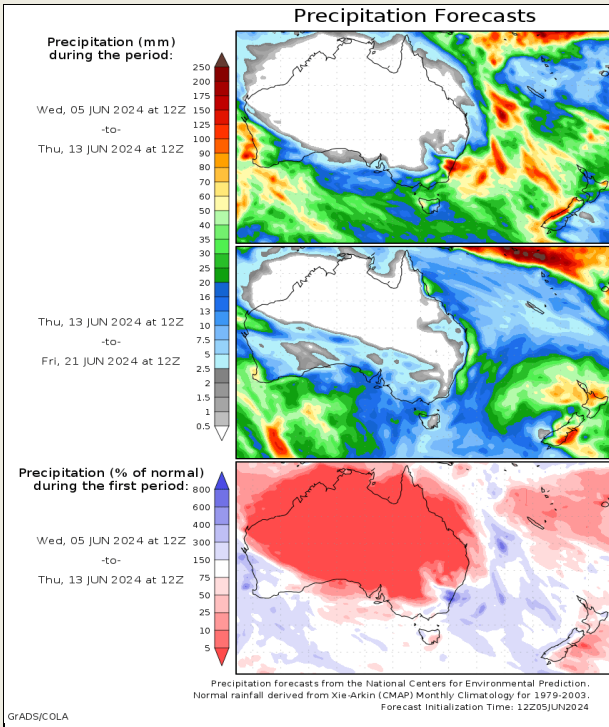 Precipitation Forecasts
Precipitation (mm)
during the period:
Wed, 05 JUN 2024 at 12Z
-to-
Thu, 13 JUN 2024 at 12Z
250
200
175
150
125
100
90
80
70
60
50
40
35
30
25
20
16
13
10
7.5
5
2.5
2
1.5
1
0.5
Thu, 13 JUN 2024 at 12Z
-to-
Fri, 21 JUN 2024 at 12Z
Precipitation (% of normal)
during the first period:
Wed, 05 JUN 2024 at 12Z
-to-
Thu, 13 JUN 2024 at 12Z
800
600
400
300
150
75
50
25
10
5
Precipitation forecasts from the National Centers for Environmental Prediction.
Normal rainfall derived from Xie-Arkin (CMAP) Monthly Climatology for 1979-2003.
Forecast Initialization Time: 12Z05JUN2024
GrADS/COLA